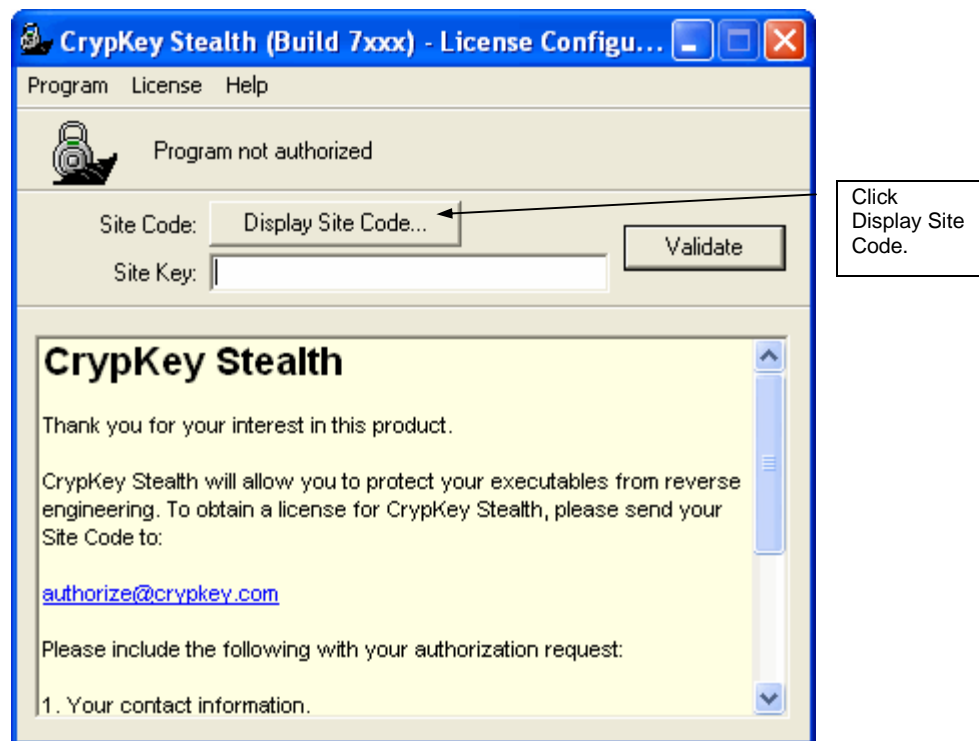 CrypKey Stealth (Build 7xxx) - License Configu...
Program License Help
Program not authorized
Site Code: Display Site Code...
Validate
Site Key:
Click
Display Site
Code.
CrypKey Stealth
Thank you for your interest in this product.
CrypKey Stealth will allow you to protect your executables from reverse
engineering. To obtain a license for CrypKey Stealth, please send your
Site Code to:
authorize@crypkey.com
Please include the following with your authorization request:
1. Your contact information.